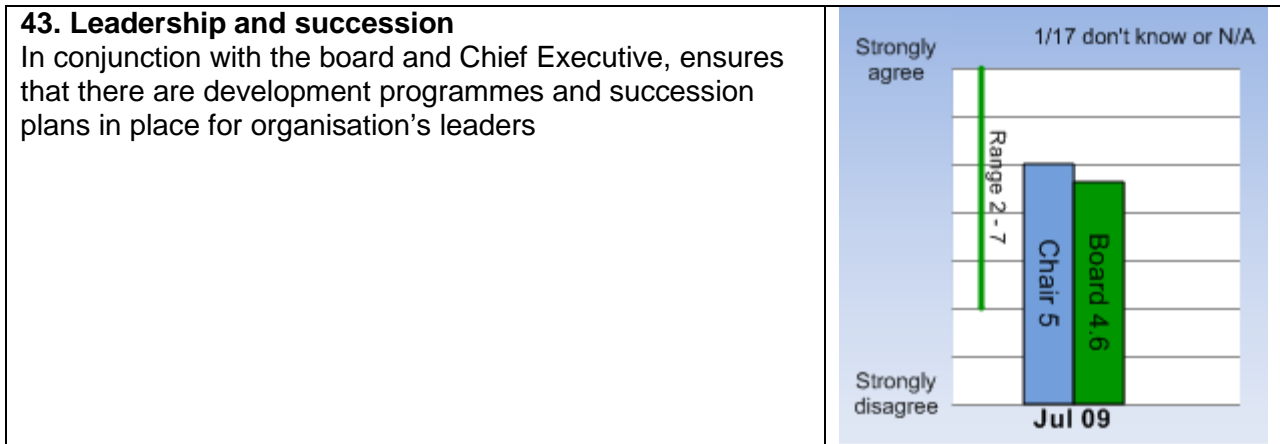 43. Leadership and succession
In conjunction with the board and Chief Executive, ensures
that there are development programmes and succession
plans in place for organisation's leaders
1/17 don't know or N/A
Strongly
agree
Range 2 - 7
Chair 5
Board 4.6
Strongly
disagree
Jul 09